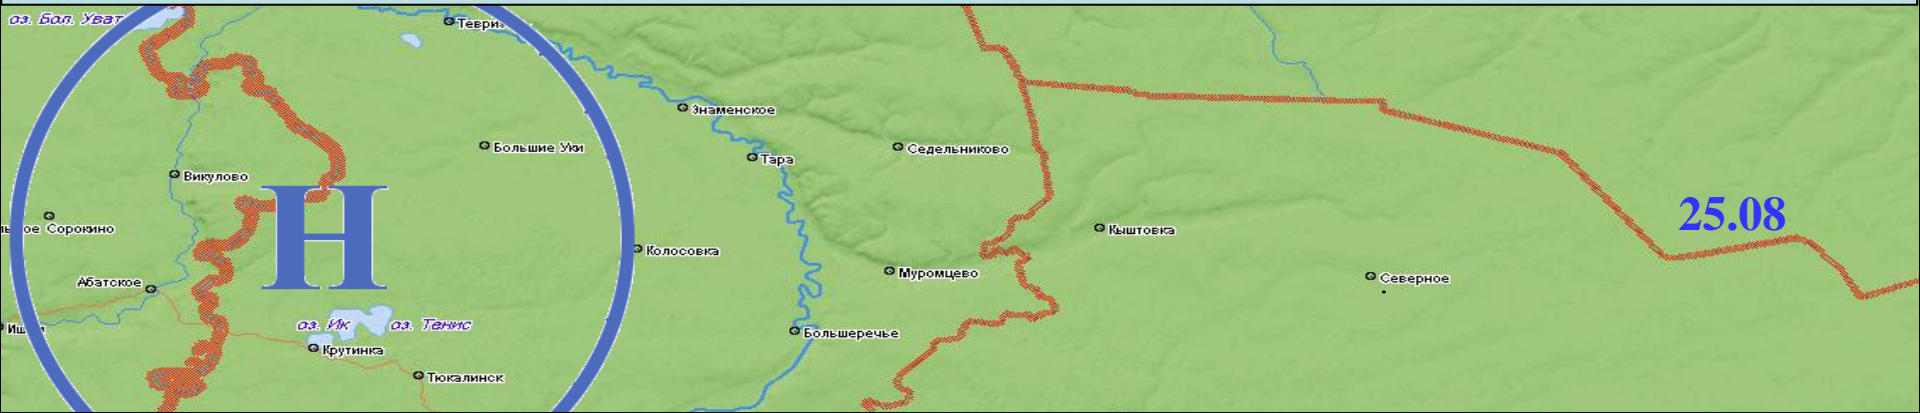 оз. Бол. Уват
Знаменское
Большие Уки
Седельниково
Тара
Викулово
25.08
Н
Сорокино
Кыштовка
Колосовка
Муромцево
Северное
Абатское
оз. Ик оз. Тенис
Большеречье
Крутинка
Тюкалинск